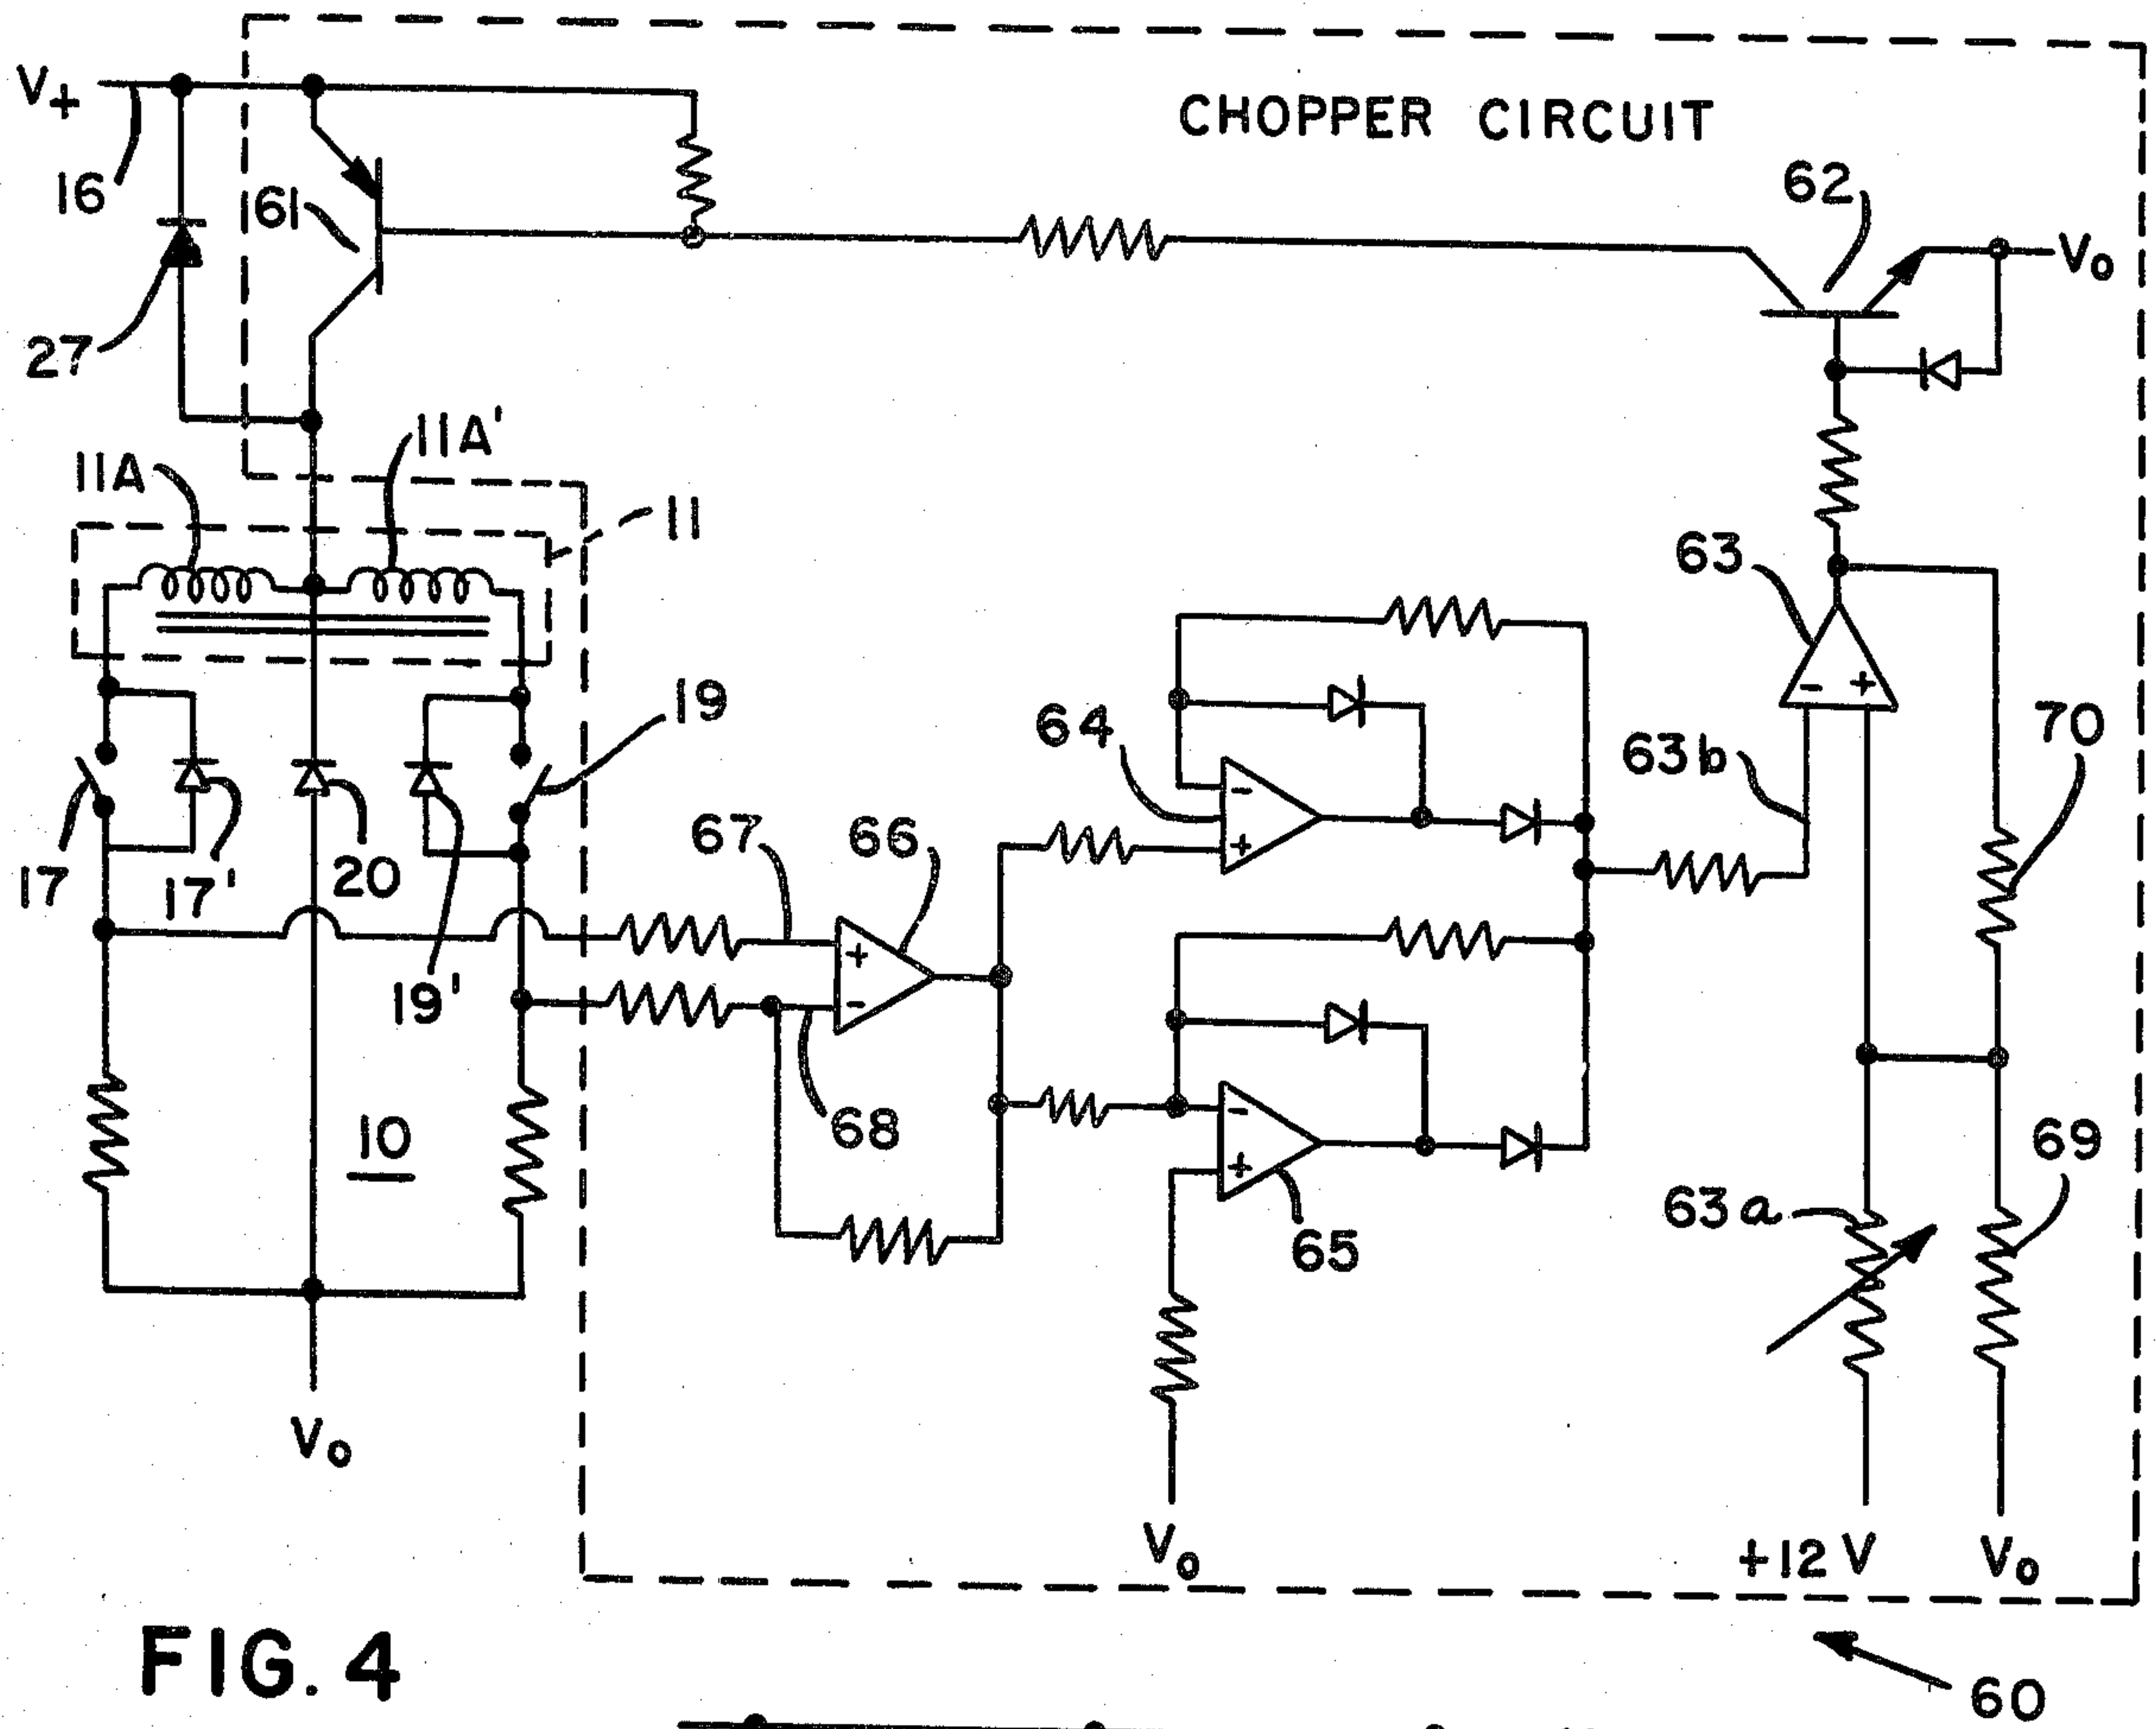 CHOPPER CIRCUIT
V+
16
161
62
Vo
27
11A
11A'
11
63
- +
19
64
63b
70
-
+
67
66
17
17'
20
+
-
19'
68
10
-
+
65
69
63a
Vo
Vo
+12 V
Vo
FIG. 4
60